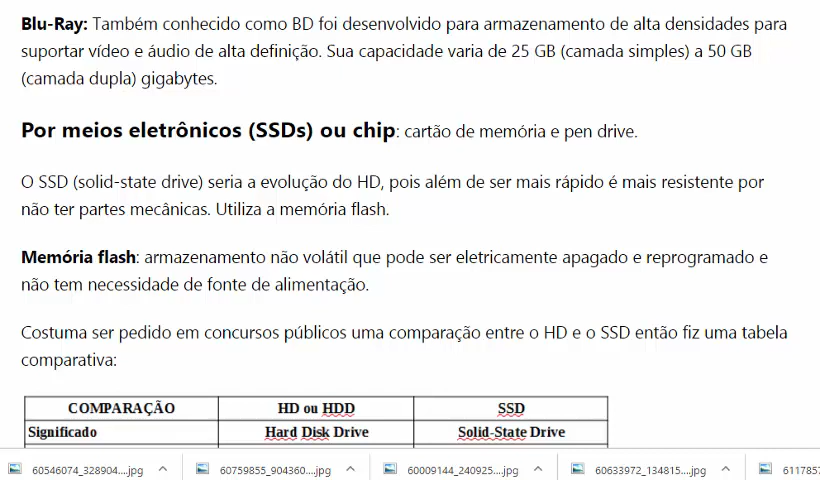 Blu-Ray: Também conhecido como BD foi desenvolvido para armazenamento de alta densidades para
suportar vídeo e áudio de alta definição. Sua capacidade varia de 25 GB (camada simples) a 50 GB
(camada dupla) gigabytes.
Por meios eletrônicos (SSDs) ou chip: cartão de memória e pen drive.
O SSD (solid-state drive) seria a evolução do HD, pois além de ser mais rápido é mais resistente por
não ter partes mecânicas. Utiliza a memória flash.
Memória flash: armazenamento não volátil que pode ser eletricamente apagado e reprogramado e
não tem necessidade de fonte de alimentação.
Costuma ser pedido em concursos públicos uma comparação entre o HD e o SSD então fiz uma tabela
comparativa:
COMPARAÇÃO HD ou HDD SSD
Significado Hard Disk Drive Solid-State Drive
60546074_328904....jpg 60759855_904360....jpg 60009144_240925....jpg 60633972_134815....jpg 6117857